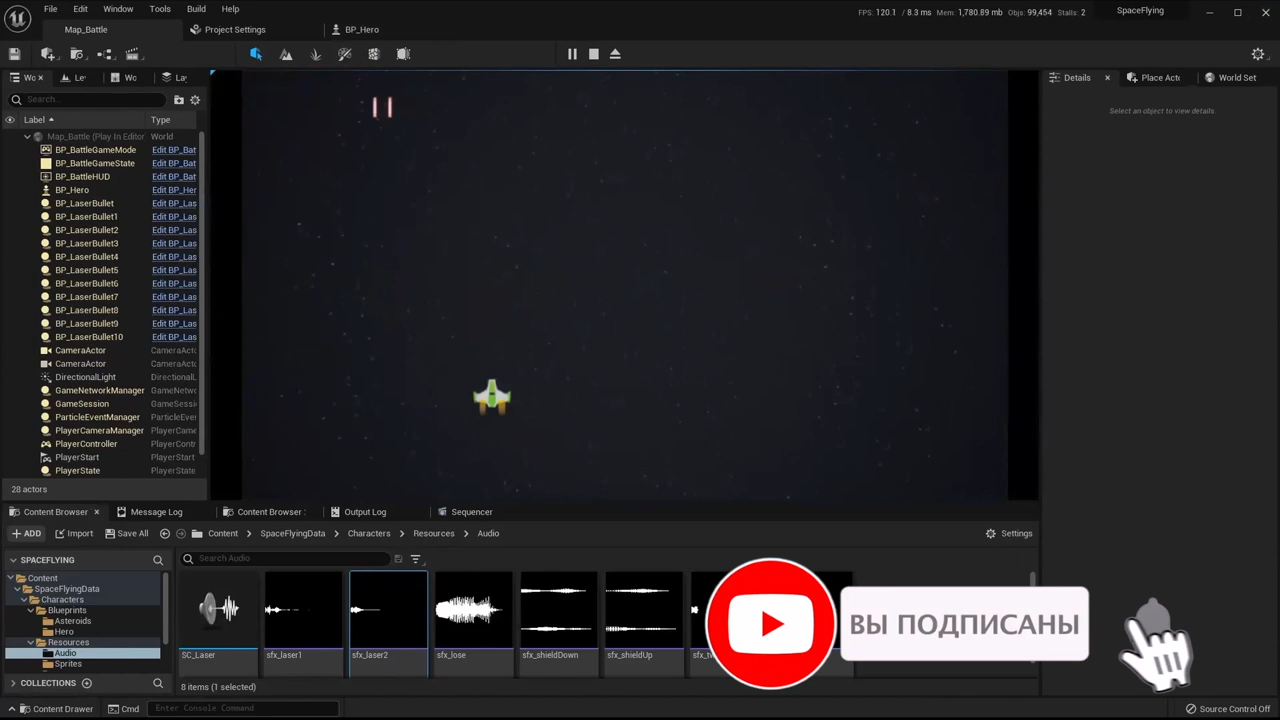 File Edit Window Tools Build Help
FPS: 120.1 / 8.3 ms Mem: 1,780.89 mb Objs: 99,454 Stalls: 2
SpaceFlying
Map_Battle
Project Settings
BP_Hero
Wc
Le
Wc
La
Search...
Label
Type
Map_Battle (Play In Editor
World
BP_BattleGameMode Edit BP_Bat
BP_BattleGameState Edit BP_Bat
BP_BattleHUD Edit BP_Bat
BP_Hero Edit BP_Her
BP_LaserBullet Edit BP_Las
BP_LaserBullet1 Edit BP_Las
BP_LaserBullet2 Edit BP_Las
BP_LaserBullet3 Edit BP_Las
BP_LaserBullet4 Edit BP_Las
BP_LaserBullet5 Edit BP_Las
BP_LaserBullet6 Edit BP_Las
BP_LaserBullet7 Edit BP_Las
BP_LaserBullet8 Edit BP_Las
BP_LaserBullet9 Edit BP_Las
BP_LaserBullet10 Edit BP_Las
CameraActor CameraAc
CameraActor CameraAc
DirectionalLight DirectionalL
GameNetworkManager GameNetwo
GameSession GameSessi
ParticleEventManager ParticleEve
PlayerCameraManager PlayerCame
PlayerController PlayerContr
PlayerStart PlayerStart
PlayerState PlayerState
28 actors
Details
Place Acto
World Set
Select an object to view details.
Content Browser
Message Log
Content Browser :
Output Log
Sequencer
ADD
Import
Save All
Content
SpaceFlyingData
Characters
Resources
Audio
Settings
SPACEFLYING
Search Audio
Content
SpaceFlyingData
Characters
Blueprints
Asteroids
Hero
Resources
Audio
Sprites
SC_Laser
sfx_laser1
sfx_laser2
sfx_lose
sfx_shieldDown
sfx_shieldUp
ВЫ ПОДПИСАНЫ
COLLECTIONS
8 items (1 selected)
Content Drawer
Cmd
Enter Console Command
Source Control Off